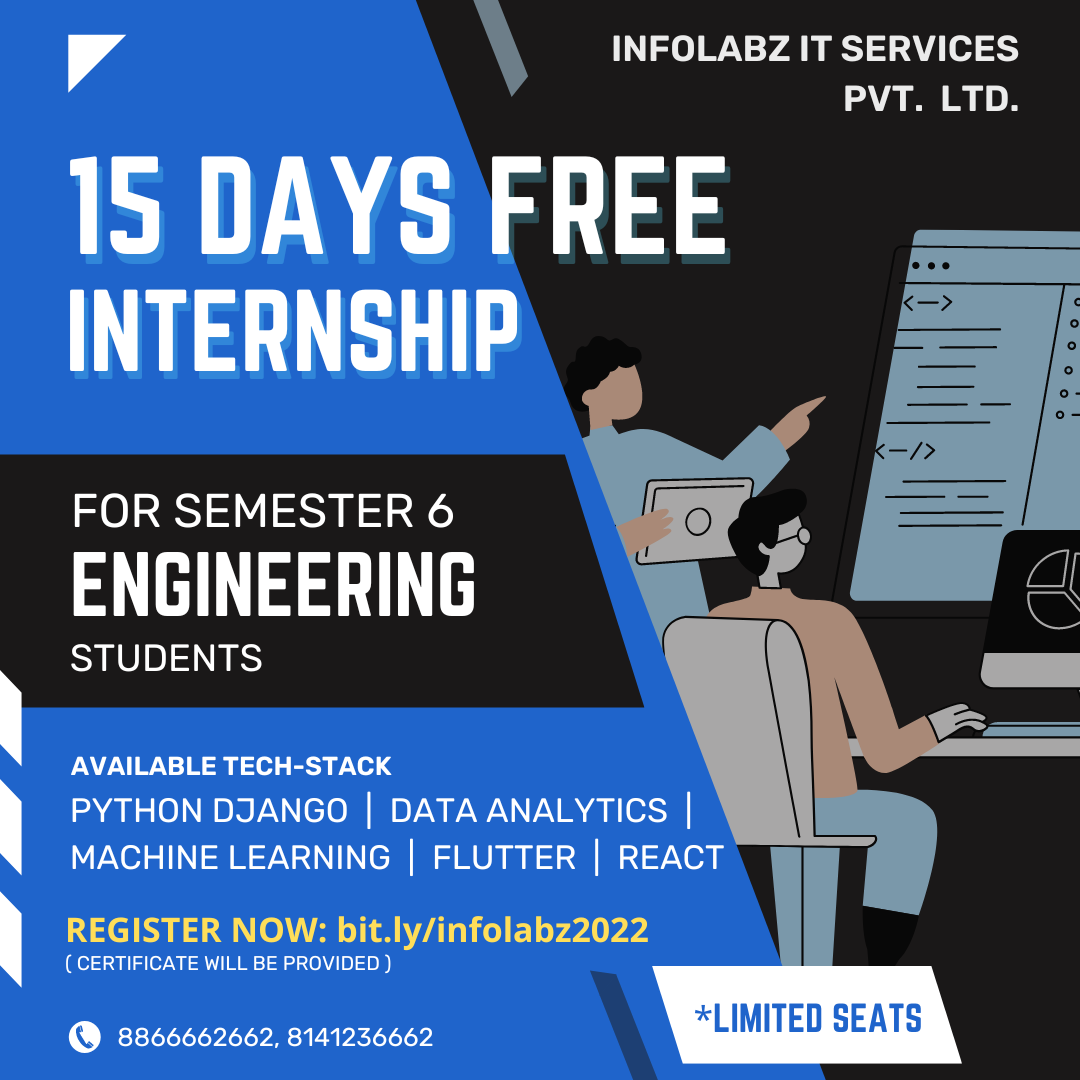 INFOLABZ IT SERVICES
PVT. LTD.
15 DAYS FREE
INTERNSHIP
FOR SEMESTER 6
ENGINEERING
STUDENTS
AVAILABLE TECH-STACK
PYTHON DJANGO | DATA ANALYTICS |
MACHINE LEARNING | FLUTTER | REACT
REGISTER NOW: bit.ly/infolabz2022
( CERTIFICATE WILL BE PROVIDED )
8866662662, 8141236662
*LIMITED SEATS